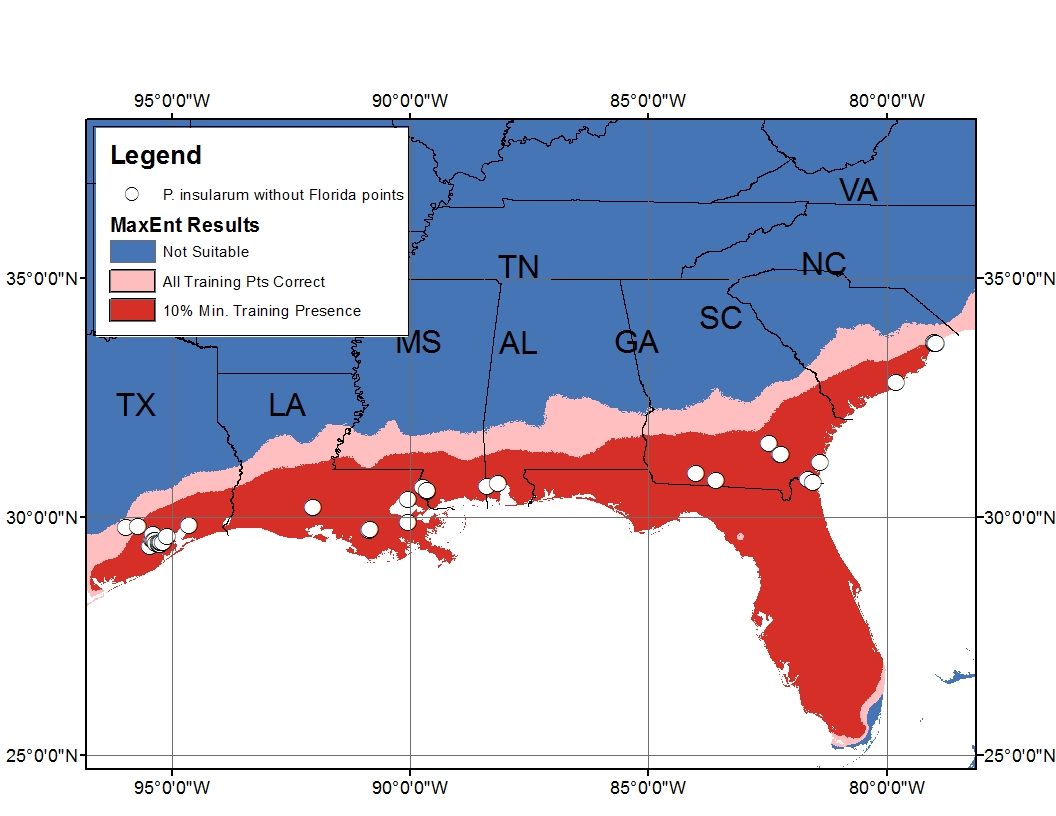 95°0'0"W 90°0'0"W 85°0'0"W 80°0'0"W
Legend
P. insularum without Florida points
MaxEnt Results
Not Suitable
All Training Pts Correct
10% Min. Training Presence
VA
TN NC
35°0'0"N 35°0'0"N
SC
MS AL GA
TX LA
30°0'0"N 30°0'0"N
25°0'0"N 25°0'0"N
95°0'0"W 90°0'0"W 85°0'0"W 80°0'0"W